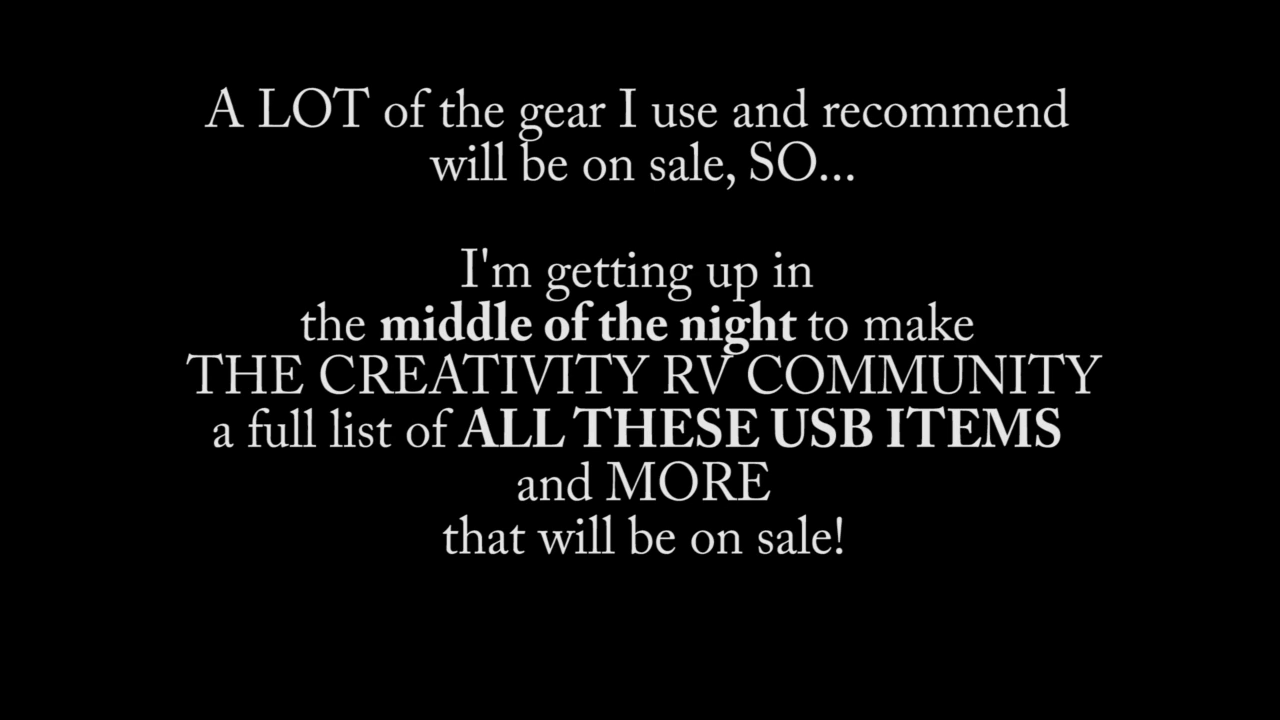 A LOT of the gear I use and recommend
will be on sale, SO...
I'm getting up in
the middle of the night to make
THE CREATIVITY RV COMMUNITY
a full list of ALL THESE USB ITEMS
and MORE
that will be on sale!